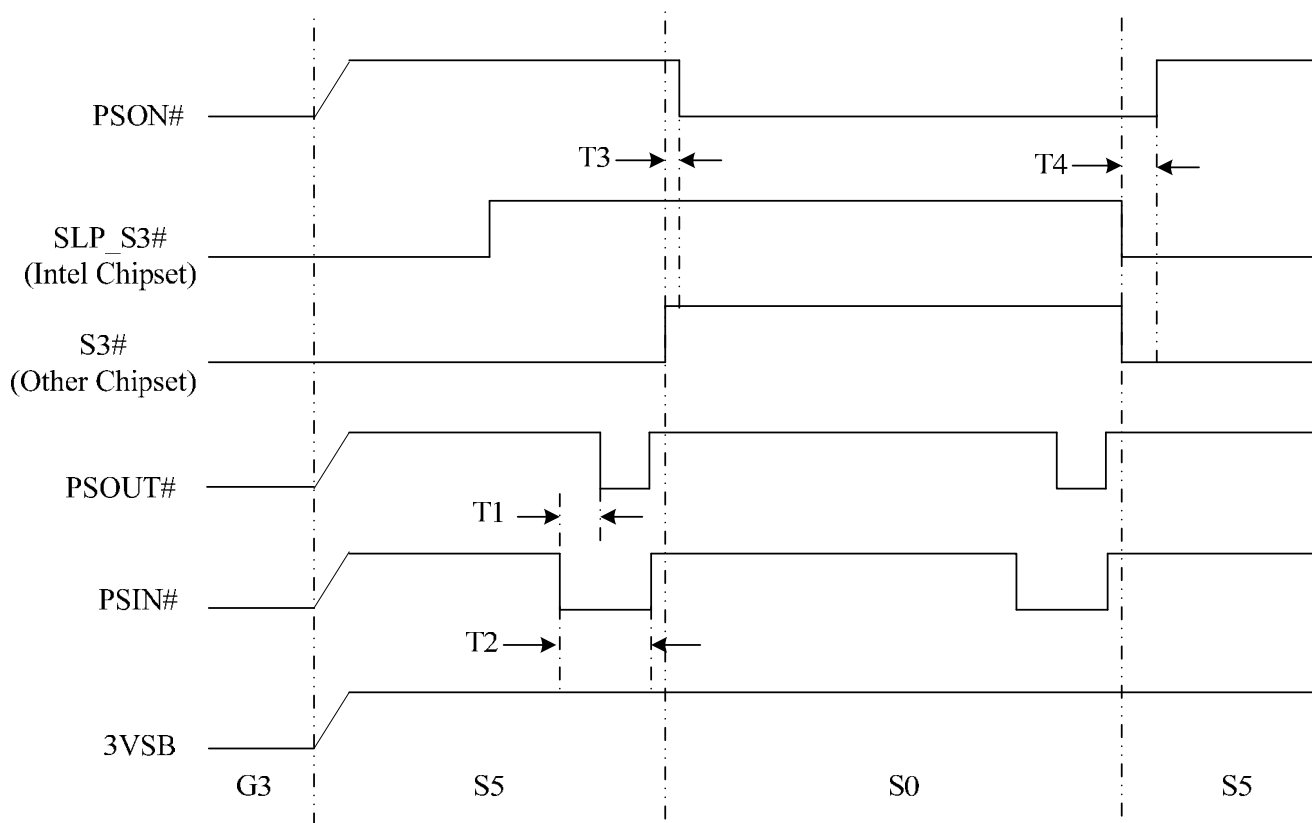 PSON#
T3
T4
SLP_S3#
(Intel Chipset)
S3#
(Other Chipset)
PSOUT#
T1
PSIN#
T2
3VSB
G3 S5 S0 S5